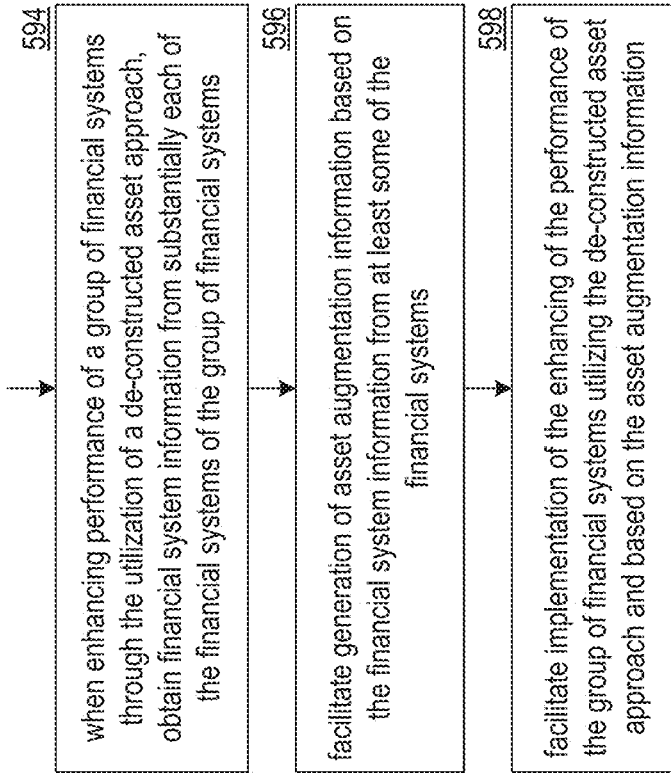 594
when enhancing performance of a group of financial systems
through the utilization of a de-constructed asset approach,
obtain financial system information from substantially each of
the financial systems of the group of financial systems
596
facilitate generation of asset augmentation information based on
the financial system information from at least some of the
financial systems
598
facilitate implementation of the enhancing of the performance of
the group of financial systems utilizing the de-constructed asset
approach and based on the asset augmentation information